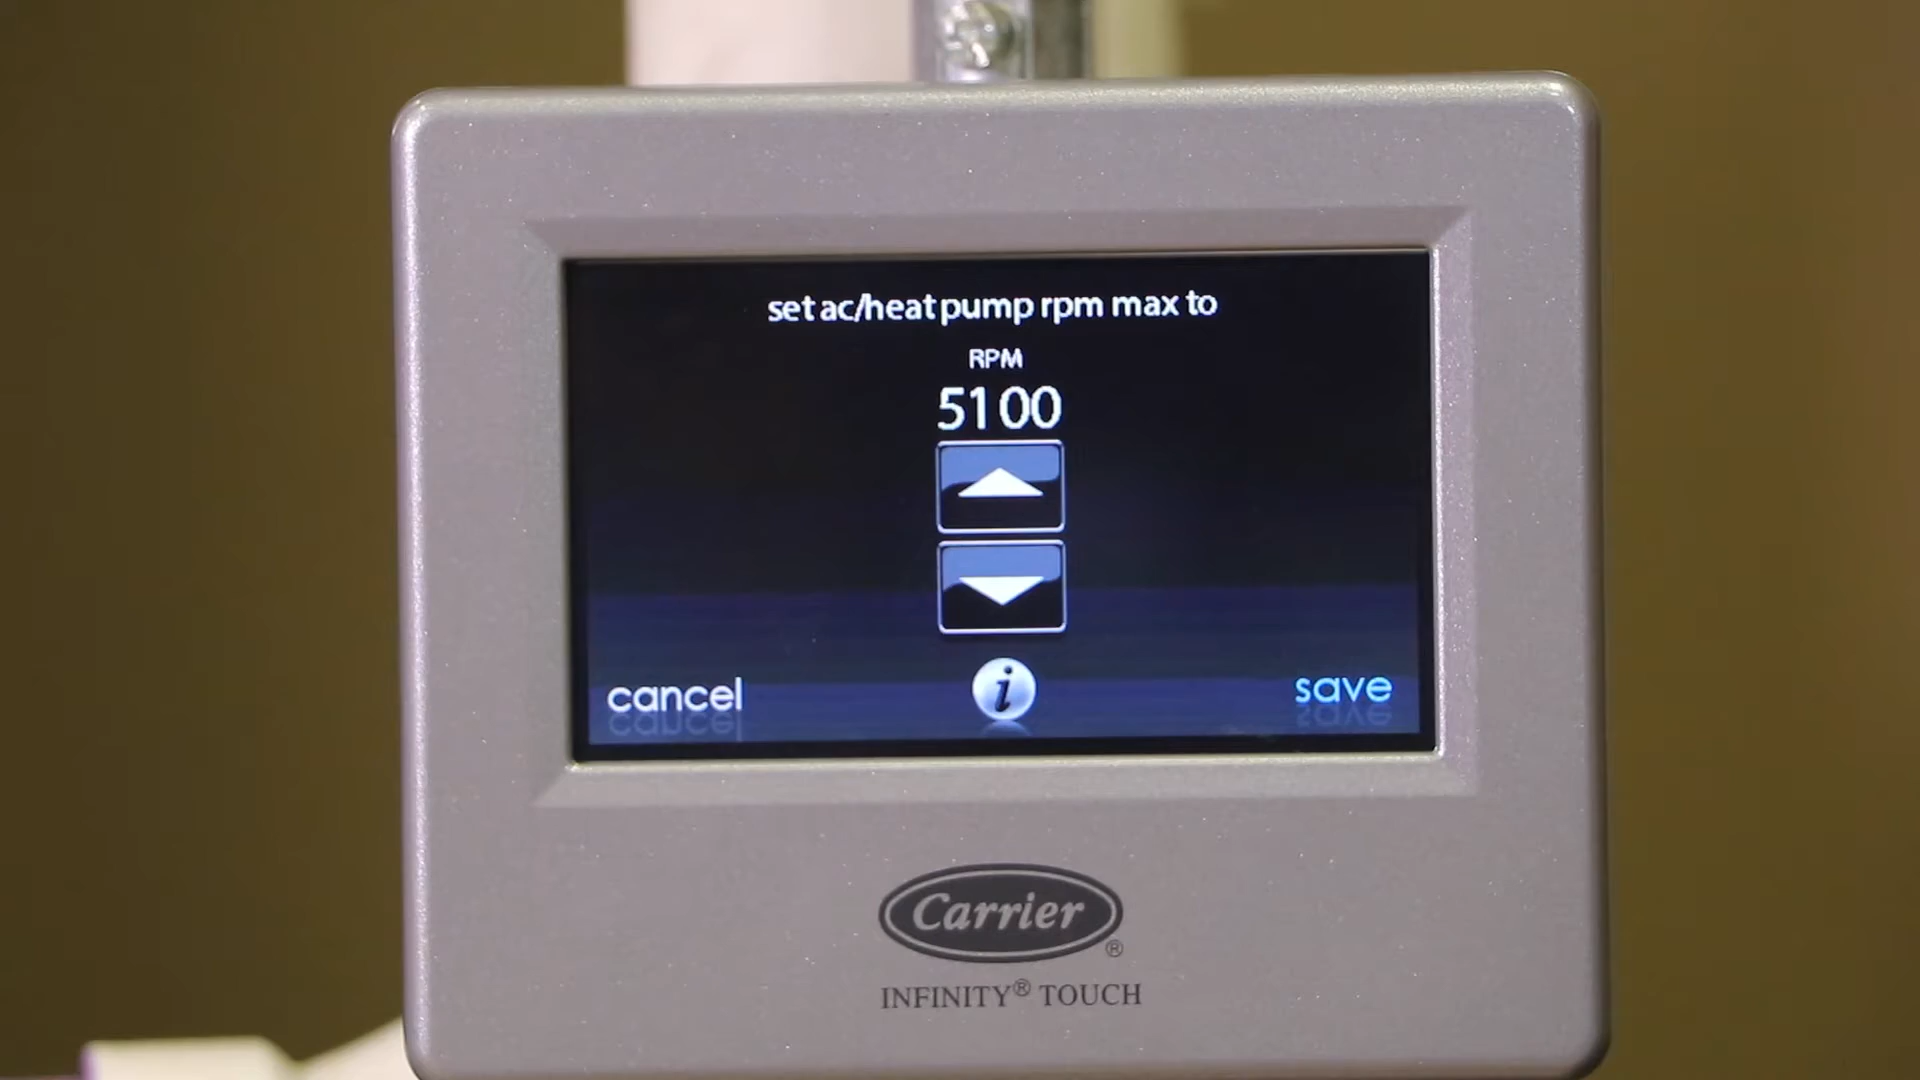 set ac/heat pump rpm max to
RPM
5100
cancel
i
save
Carrier®
INFINITY® TOUCH